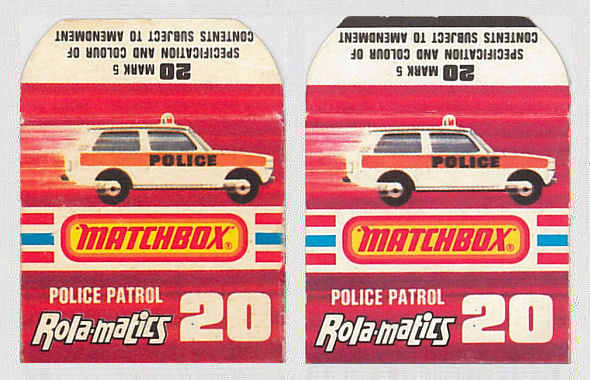 20 MARK 5
SPECIFICATION AND COLOUR OF
CONTENTS SUBJECT TO AMENDMENT
POLICE
"MATCHBOX"®
POLICE PATROL
Rola-matics 20
20 MARK 5
SPECIFICATION AND COLOUR OF
CONTENTS SUBJECT TO AMENDMENT
POLICE
"MATCHBOX"®
POLICE PATROL
Rola-matics 20